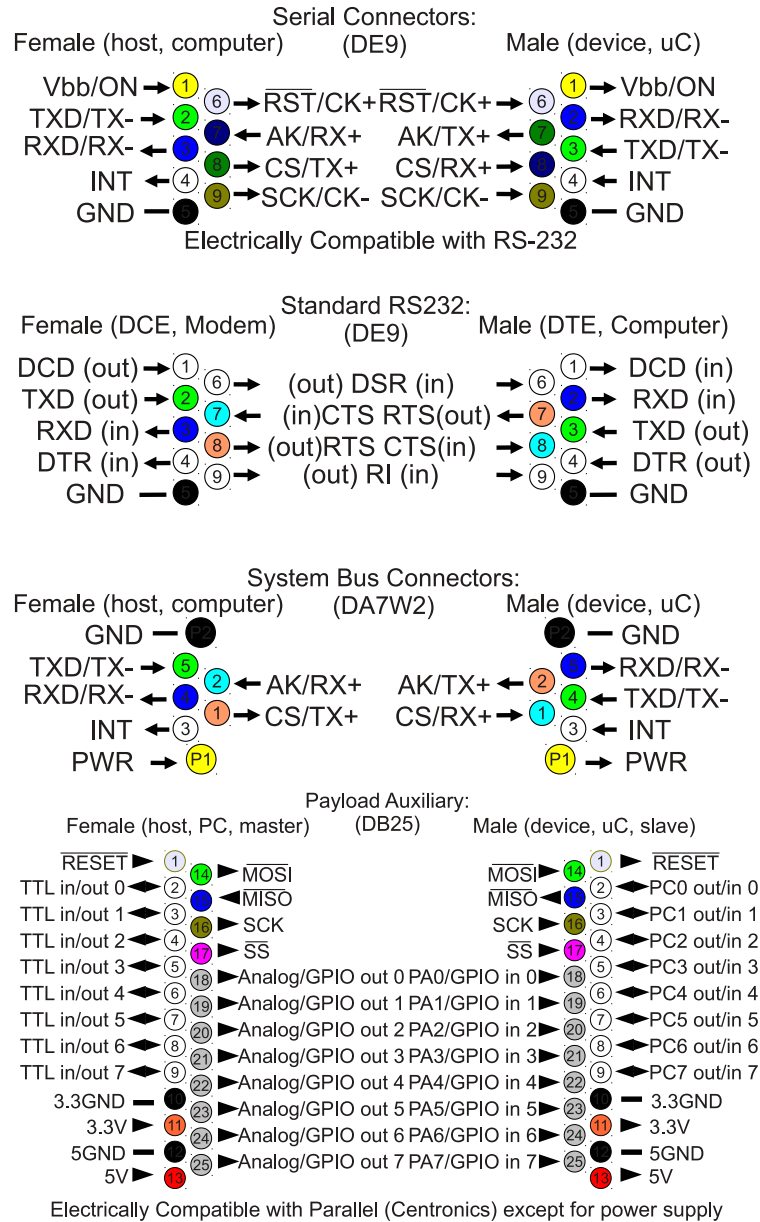 Serial Connectors:
Female (host, computer) (DE9) Male (device, uC)
Vbb/ON 1 1 Vbb/ON
6 RST/CK+ RST/CK+ 6
TXD/TX- 2 2 RXD/RX-
7 AK/RX+ AK/TX+ 7
RXD/RX- 3 3 TXD/TX-
8 CS/TX+ CS/RX+ 8
INT 4 4 INT
9 SCK/CK- SCK/CK- 9
GND 5 5 GND
Electrically Compatible with RS-232
Standard RS232:
Female (DCE, Modem) (DE9) Male (DTE, Computer)
DCD (out) 1 1 DCD (in)
6 (out) DSR (in) 6
TXD (out) 2 2 RXD (in)
7 (in)CTS RTS(out) 7
RXD (in) 3 3 TXD (out)
8 (out)RTS CTS(in) 8
DTR (in) 4 4 DTR (out)
9 (out) RI (in) 9
GND 5 5 GND
System Bus Connectors:
Female (host, computer) (DA7W2) Male (device, uC)
GND P2 P2 GND
TXD/TX- 5 5 RXD/RX-
2 AK/RX+ AK/TX+ 2
RXD/RX- 4 4 TXD/TX-
1 CS/TX+ CS/RX+ 1
INT 3 3 INT
PWR P1 P1 PWR
Payload Auxiliary:
Female (host, PC, master) (DB25) Male (device, uC, slave)
RESET 1 1 RESET
14 MOSI MOSI 14
TTL in/out 0 2 2 PC0 out/in 0
15 MISO MISO 15
TTL in/out 1 3 3 PC1 out/in 1
16 SCK SCK 16
TTL in/out 2 4 4 PC2 out/in 2
17 SS SS 17
TTL in/out 3 5 5 PC3 out/in 3
18 Analog/GPIO out 0 PA0/GPIO in 0 18
TTL in/out 4 6 6 PC4 out/in 4
19 Analog/GPIO out 1 PA1/GPIO in 1 19
TTL in/out 5 7 7 PC5 out/in 5
20 Analog/GPIO out 2 PA2/GPIO in 2 20
TTL in/out 6 8 8 PC6 out/in 6
21 Analog/GPIO out 3 PA3/GPIO in 3 21
TTL in/out 7 9 9 PC7 out/in 7
22 Analog/GPIO out 4 PA4/GPIO in 4 22
3.3GND 10 10 3.3GND
23 Analog/GPIO out 5 PA5/GPIO in 5 23
3.3V 11 11 3.3V
24 Analog/GPIO out 6 PA6/GPIO in 6 24
5GND 12 12 5GND
25 Analog/GPIO out 7 PA7/GPIO in 7 25
5V 13 13 5V
Electrically Compatible with Parallel (Centronics) except for power supply